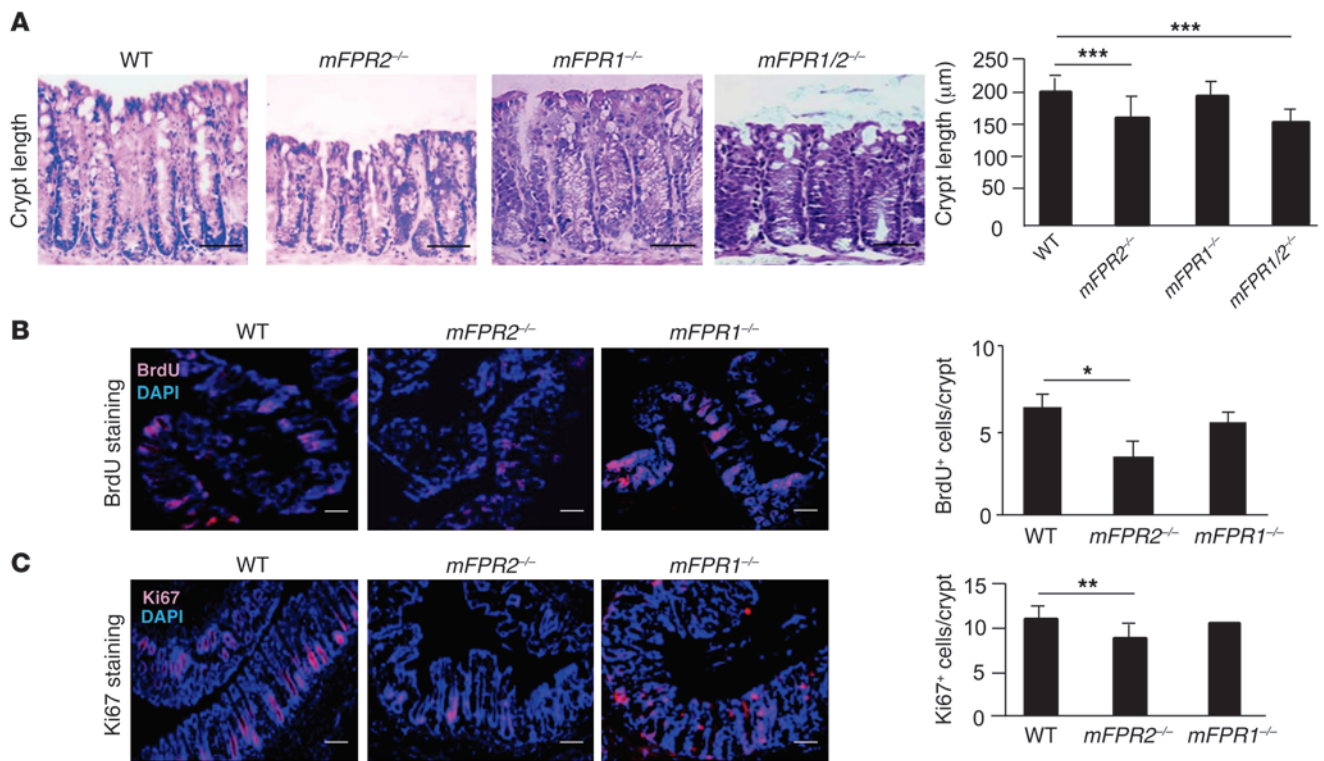 A
WT
mFPR2–/–
mFPR1–/–
mFPR1/2–/–
Crypt length
***
***
Crypt length (μm)
250
200
150
100
50
0
WT
mFPR2–/–
mFPR1–/–
mFPR1/2–/–
B
WT
mFPR2–/–
mFPR1–/–
BrdU staining
BrdU
DAPI
*
BrdU+ cells/crypt
10
5
0
WT
mFPR2–/–
mFPR1–/–
C
WT
mFPR2–/–
mFPR1–/–
Ki67 staining
Ki67
DAPI
**
Ki67+ cells/crypt
15
10
5
0
WT
mFPR2–/–
mFPR1–/–